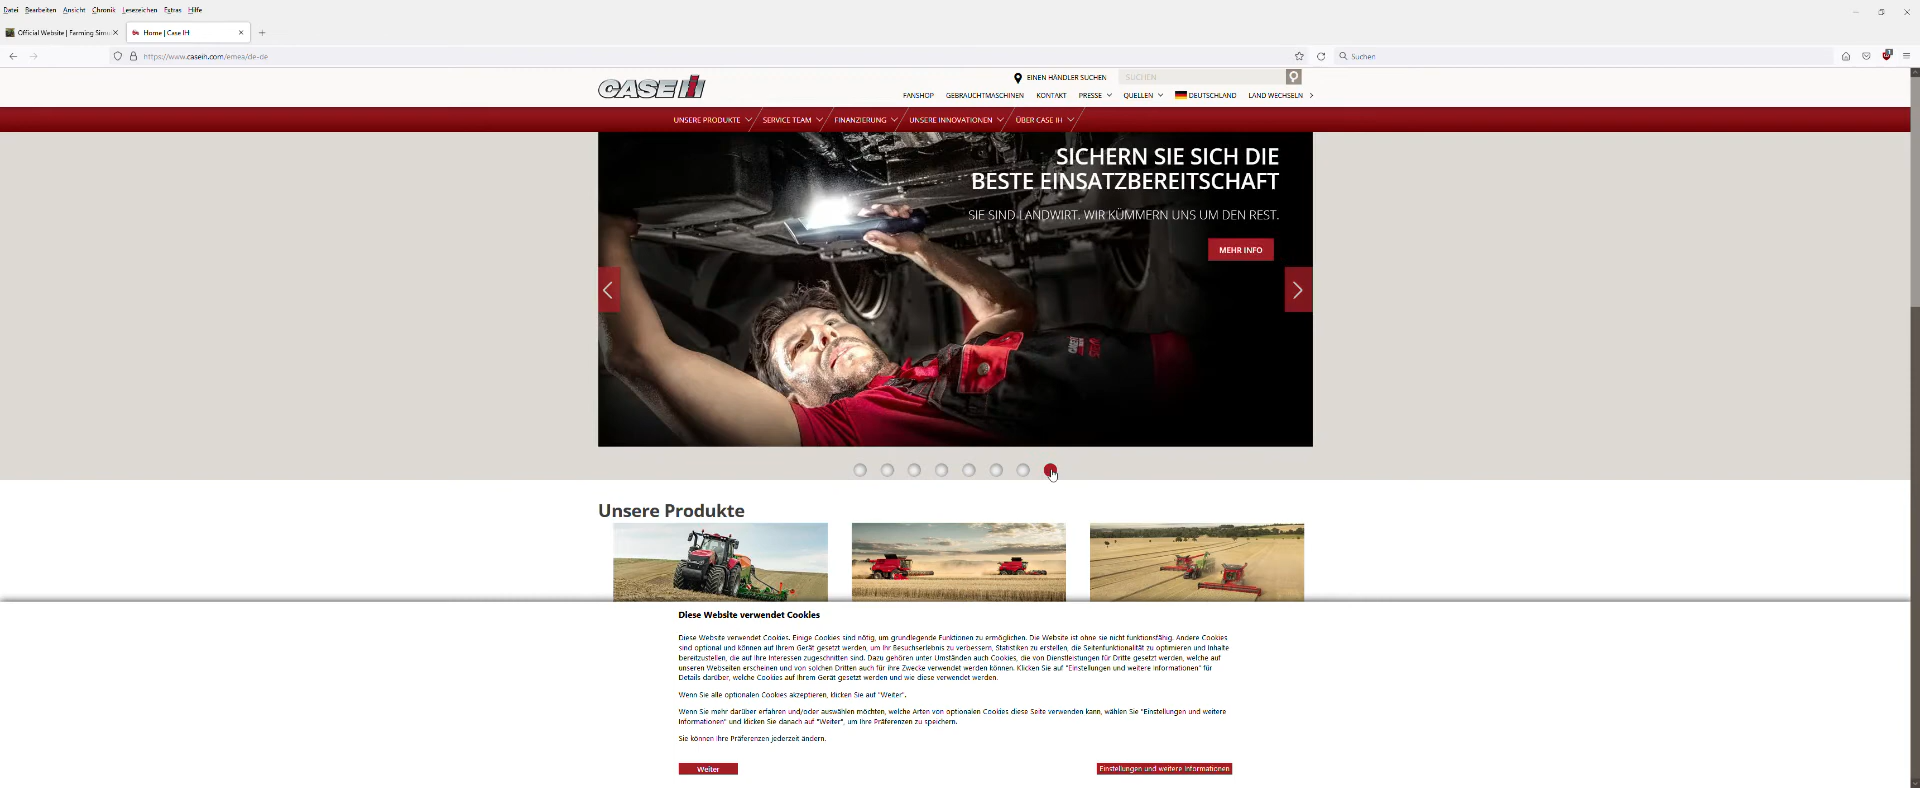 Datei Bearbeiten Ansicht Chronik Lesezeichen Extras Hilfe
Official Website | Farming Simu
Home | Case IH
https://www.caseih.com/emea/de-de
Suchen
CASE IH
EINEN HÄNDLER SUCHEN
SUCHEN
FANSHOP GEBRAUCHTMASCHINEN KONTAKT PRESSE QUELLEN DEUTSCHLAND LAND WECHSELN
UNSERE PRODUKTE SERVICE TEAM FINANZIERUNG UNSERE INNOVATIONEN ÜBER CASE IH
SICHERN SIE SICH DIE
BESTE EINSATZBEREITSCHAFT
SIE SIND LANDWIRT. WIR KÜMMERN UNS UM DEN REST.
MEHR INFO
Unsere Produkte
Diese Website verwendet Cookies
Diese Website verwendet Cookies. Einige Cookies sind nötig, um grundlegende Funktionen zu ermöglichen. Die Website ist ohne sie nicht funktionsfähig. Andere Cookies
sind optional und können auf Ihrem Gerät gesetzt werden, um Ihr Besuchserlebnis zu verbessern, Statistiken zu erstellen, die Seitenfunktionalität zu optimieren und Inhalte
bereitzustellen, die auf Ihre Interessen zugeschnitten sind. Dazu gehören unter Umständen auch Cookies, die von Dienstleistungen für Dritte gesetzt werden, welche auf
unseren Webseiten erscheinen und von solchen Dritten auch für ihre Zwecke verwendet werden können. Klicken Sie auf "Einstellungen und weitere Informationen" für
Details darüber, welche Cookies auf Ihrem Gerät gesetzt werden und wie diese verwendet werden.
Wenn Sie alle optionalen Cookies akzeptieren, klicken Sie auf "Weiter".
Wenn Sie mehr darüber erfahren und/oder auswählen möchten, welche Arten von optionalen Cookies diese Seite verwenden kann, wählen Sie "Einstellungen und weitere
Informationen" und klicken Sie danach auf "Weiter", um Ihre Präferenzen zu speichern.
Sie können Ihre Präferenzen jederzeit ändern.
Weiter
Einstellungen und weitere Informationen